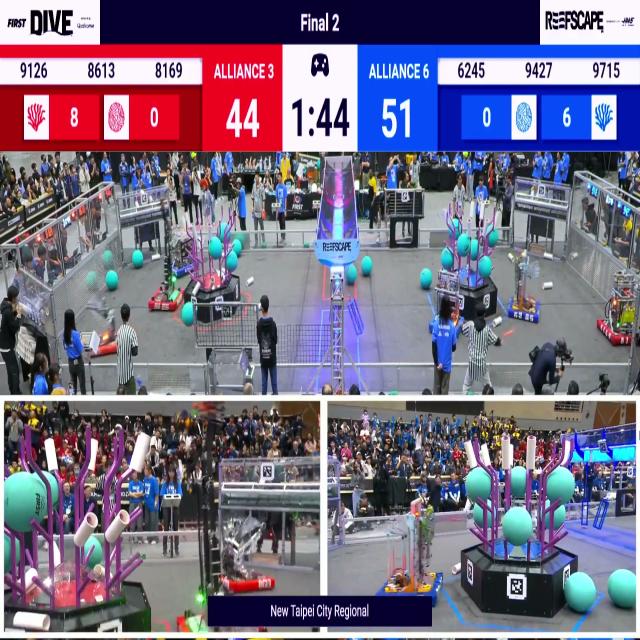 FIRST DIVE
Final 2
REEFSCAPE
9126 8613 8169
ALLIANCE 3
ALLIANCE 6
6245 9427 9715
8 0
44
1:44
51
0 6
REEFSCAPE
New Taipei City Regional